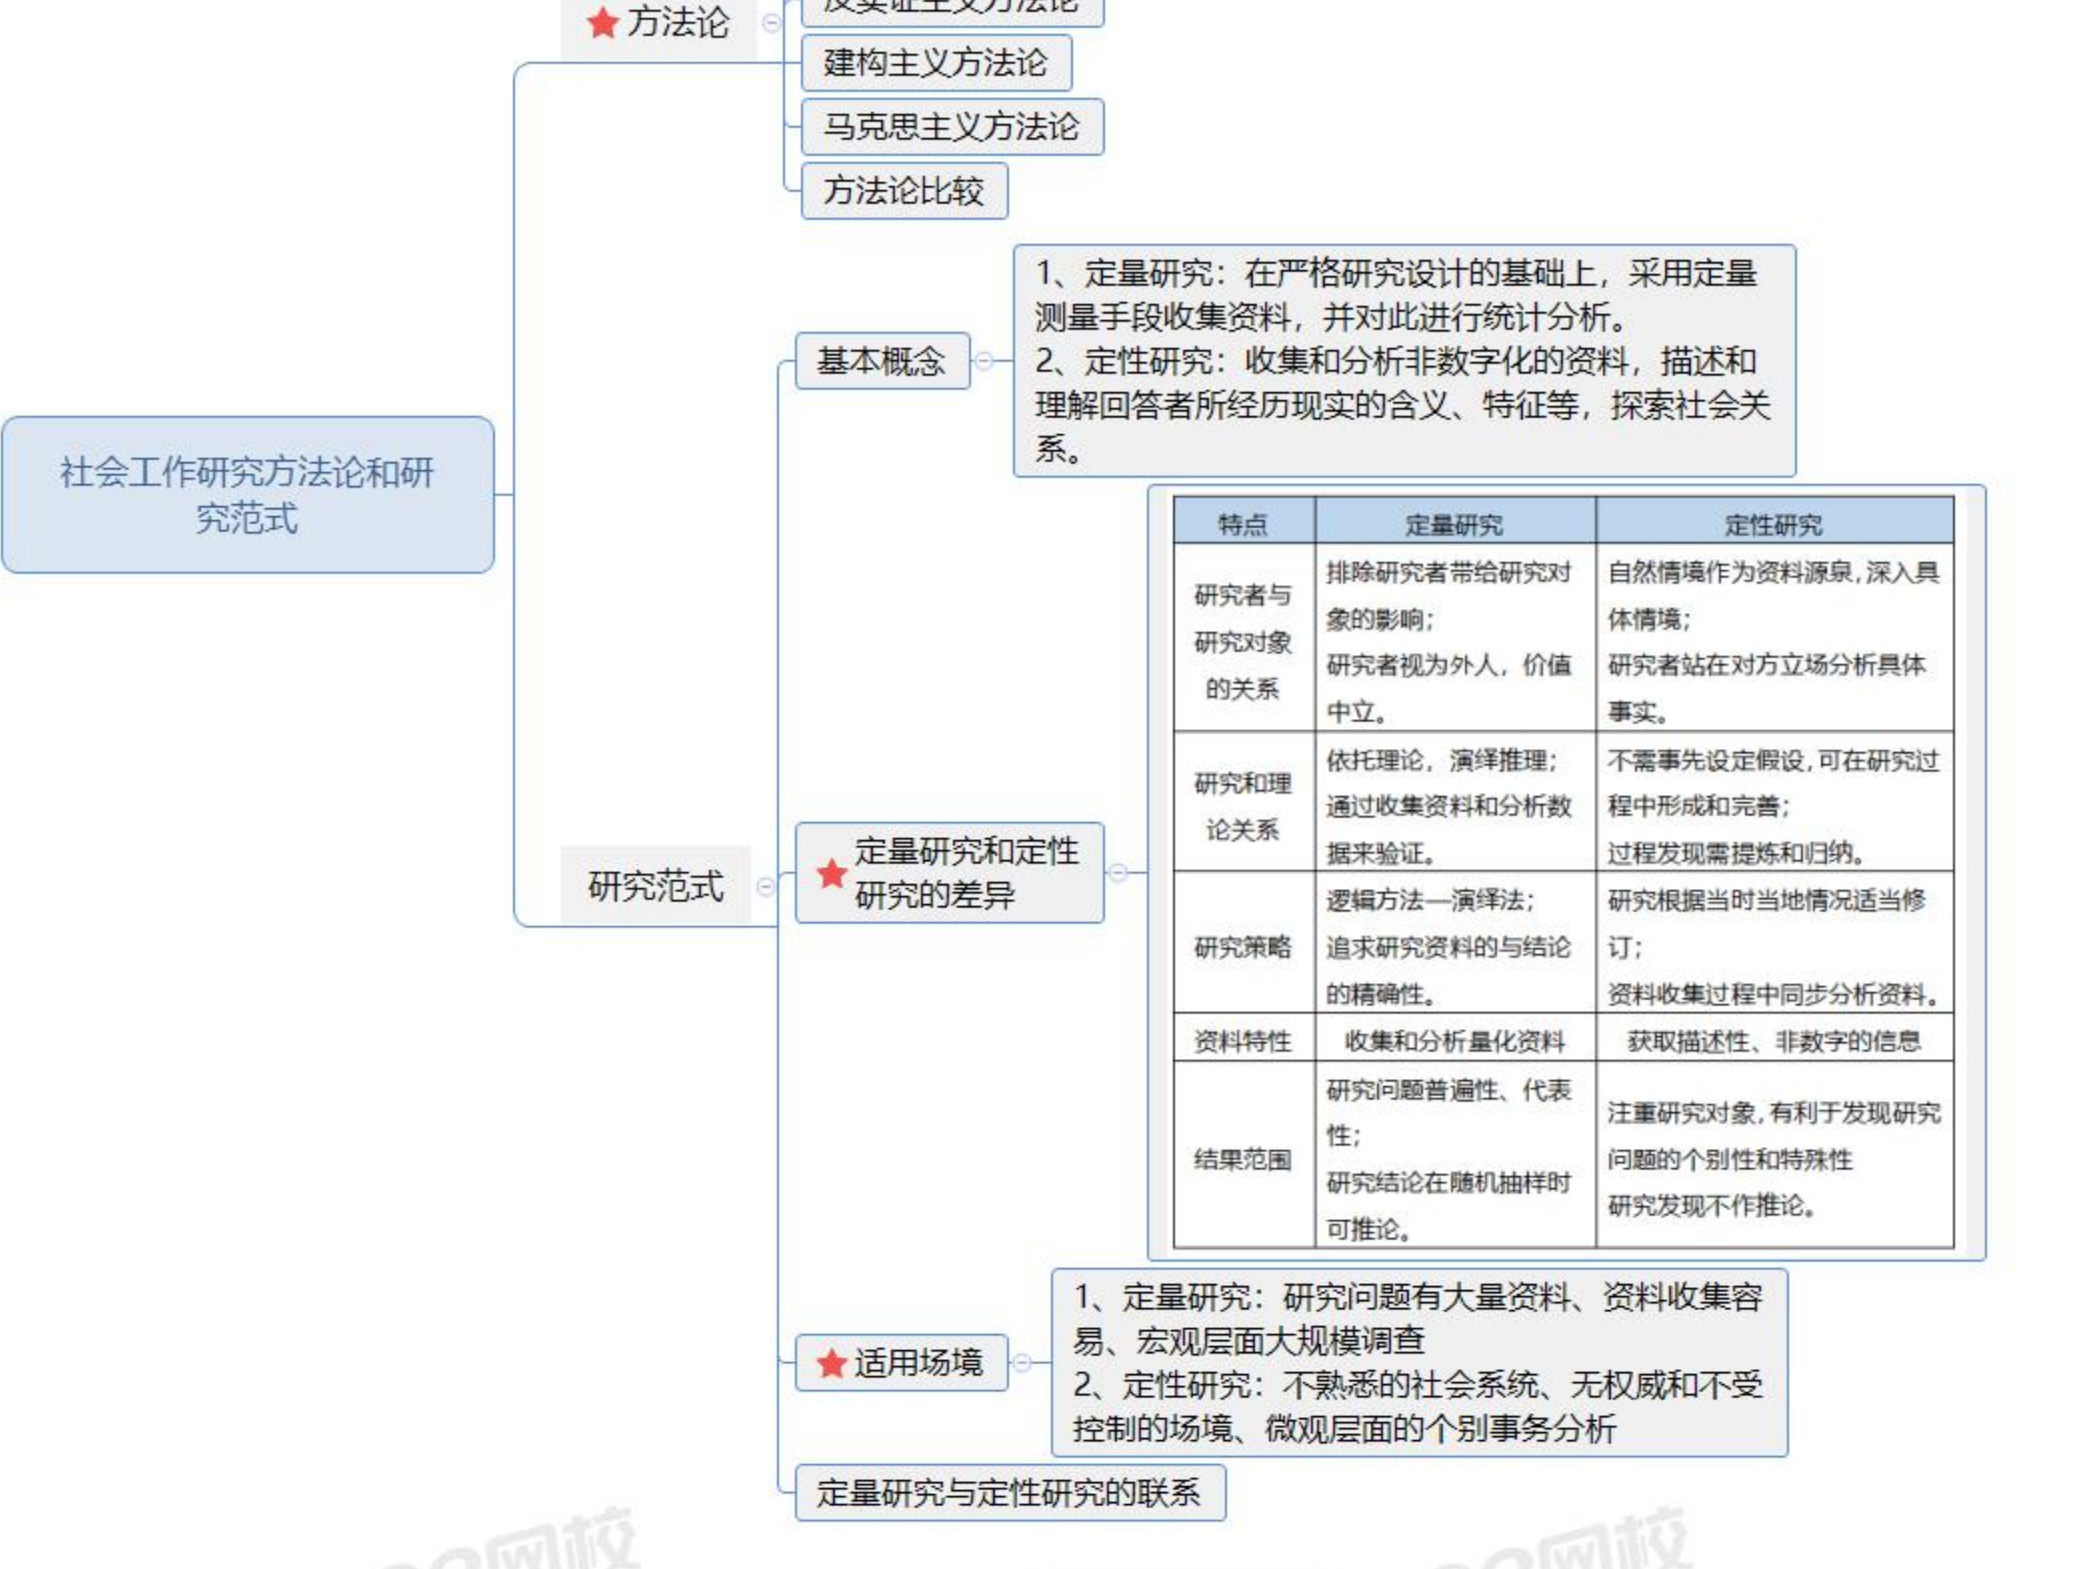 方法论
反实证主义方法论
建构主义方法论
马克思主义方法论
方法论比较
社会工作研究方法论和研
究范式
研究范式
基本概念
1、定量研究：在严格研究设计的基础上，采用定量
测量手段收集资料，并对此进行统计分析。
2、定性研究：收集和分析非数字化的资料，描述和
理解回答者所经历现实的含义、特征等，探索社会关
系。
定量研究和定性
研究的差异
特点
定量研究
定性研究
研究者与
研究对象
的关系
排除研究者带给研究对
象的影响；
研究者视为外人，价值
中立。
自然情境作为资料源泉，深入具
体情境；
研究者站在对方立场分析具体
事实。
研究和理
论关系
依托理论，演绎推理；
通过收集资料和分析数
据来验证。
不需事先设定假设，可在研究过
程中形成和完善；
过程发现需提炼和归纳。
研究策略
逻辑方法—演绎法；
追求研究资料的与结论
的精确性。
研究根据当时当地情况适当修
订；
资料收集过程中同步分析资料。
资料特性
收集和分析量化资料
获取描述性、非数字的信息
结果范围
研究问题普遍性、代表
性；
研究结论在随机抽样时
可推论。
注重研究对象，有利于发现研究
问题的个别性和特殊性
研究发现不作推论。
适用场境
1、定量研究：研究问题有大量资料、资料收集容
易、宏观层面大规模调查
2、定性研究：不熟悉的社会系统、无权威和不受
控制的场境、微观层面的个别事务分析
定量研究与定性研究的联系
网校
网校